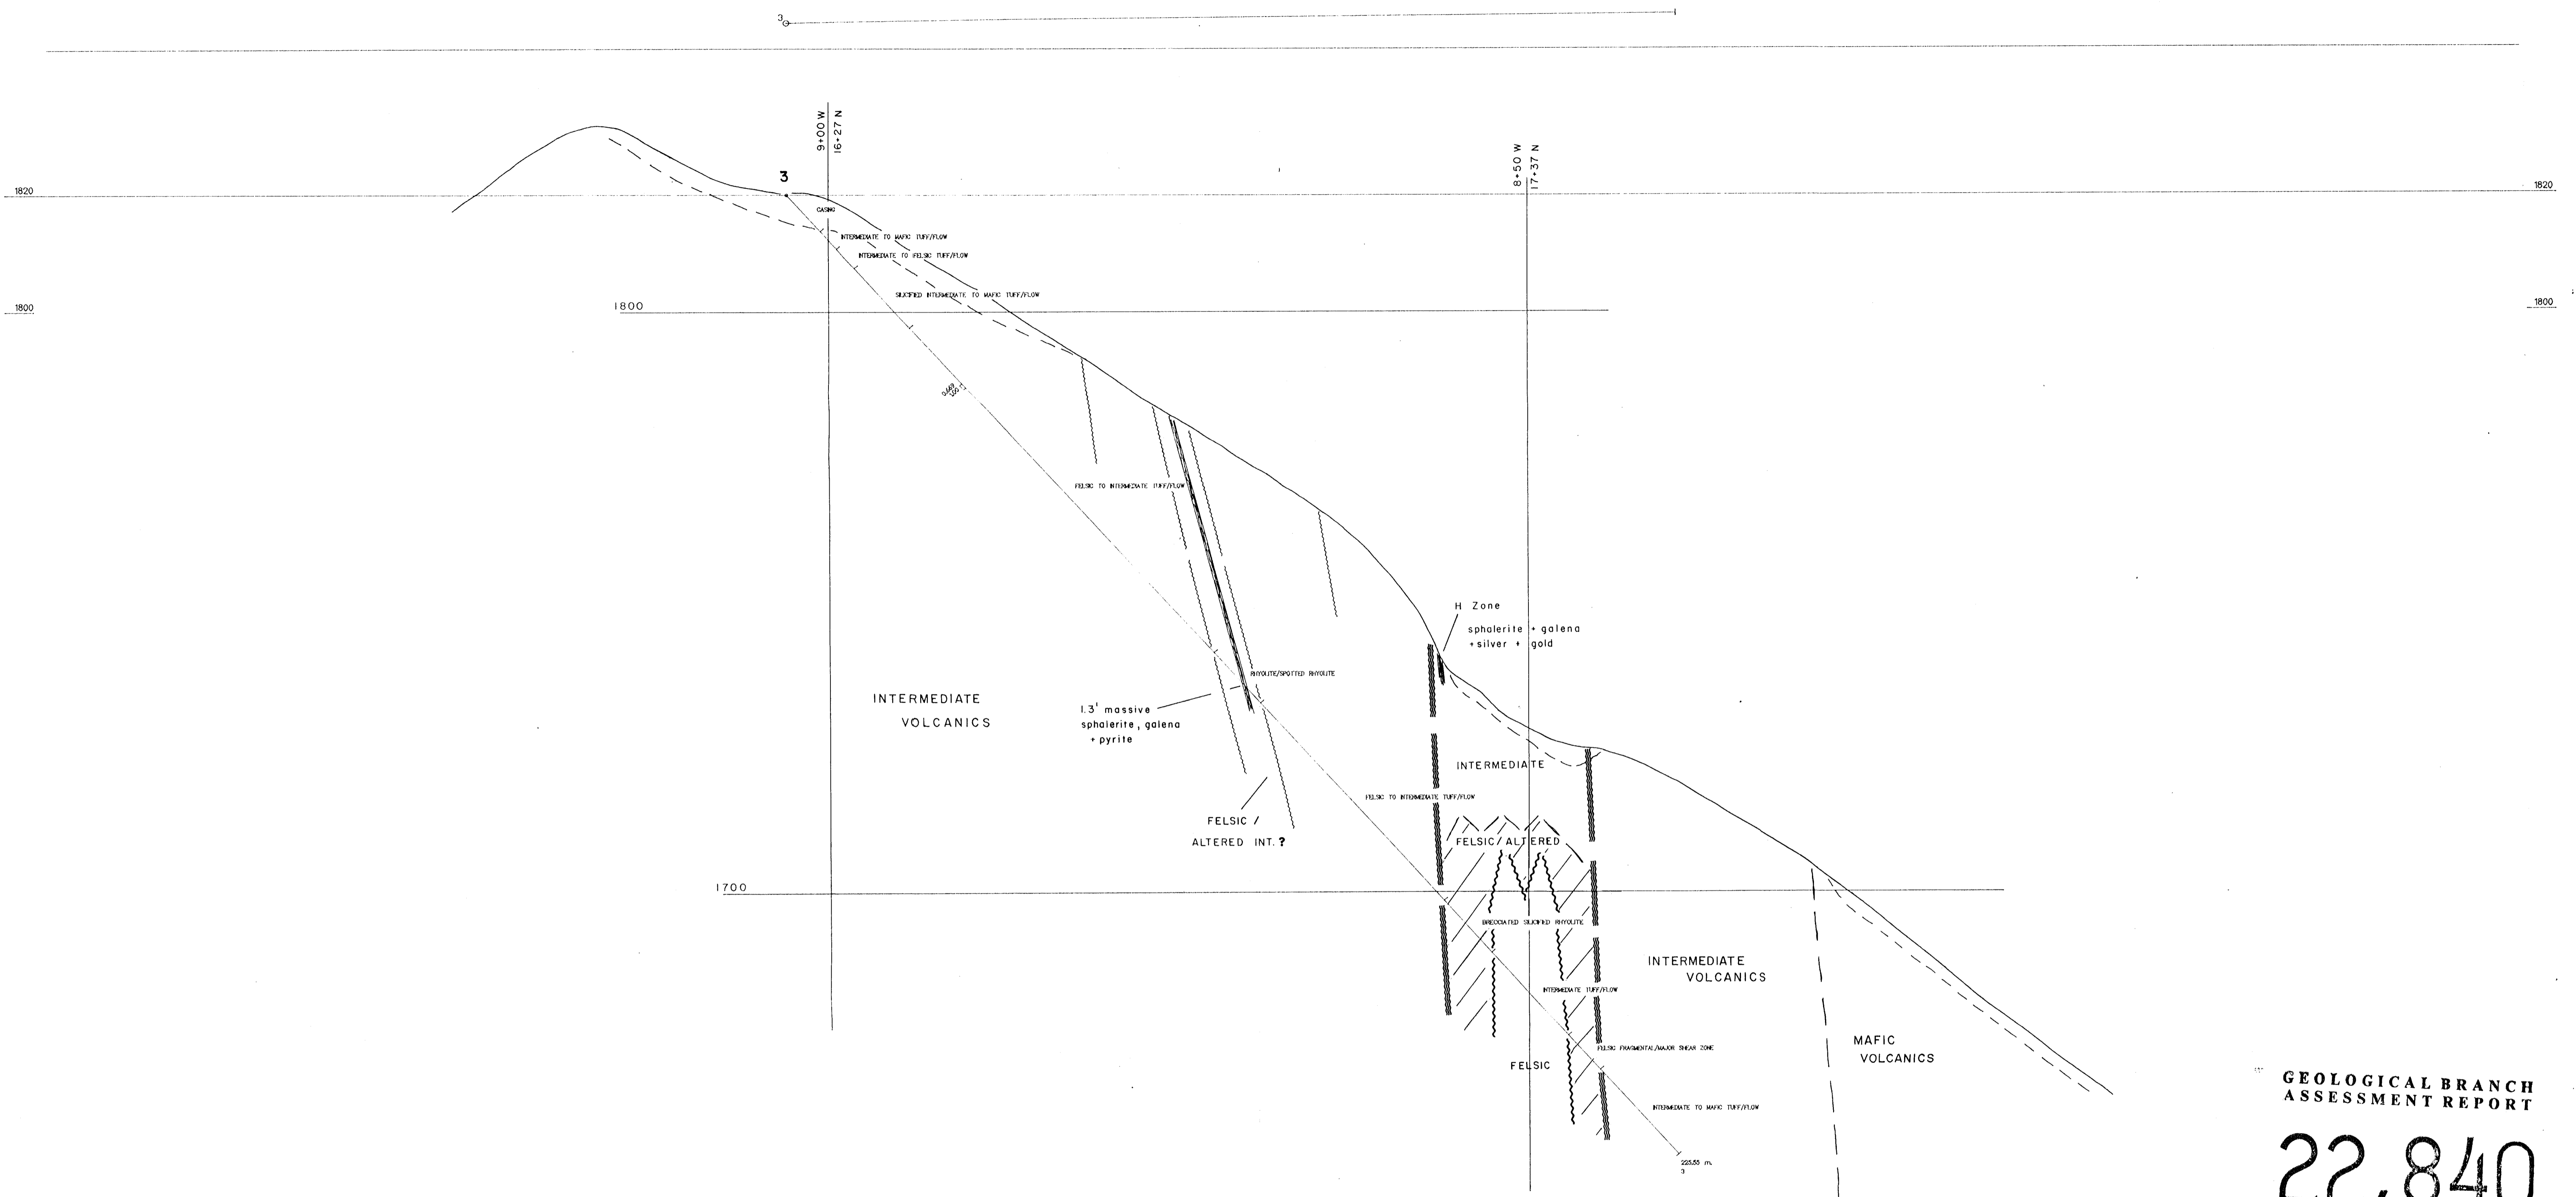 3
9+00 W
16+27 N
8+50 W
17+37 N
3
1820
1820
CASING
INTERMEDIATE TO MAFIC TUFF/FLOW
INTERMEDIATE TO FELSIC TUFF/FLOW
SILICIFIED INTERMEDIATE TO MAFIC TUFF/FLOW
1800
1800
1800
0.669
1.00
FELSIC TO INTERMEDIATE TUFF/FLOW
H Zone
sphalerite + galena
+silver + gold
RHYOLITE/SPOTTED RHYOLITE
INTERMEDIATE
VOLCANICS
1.3' massive
sphalerite, galena
+ pyrite
INTERMEDIATE
FELSIC TO INTERMEDIATE TUFF/FLOW
FELSIC /
ALTERED INT. ?
FELSIC/ALTERED
1700
BRECCIATED SILICIFIED RHYOLITE
INTERMEDIATE
VOLCANICS
INTERMEDIATE TUFF/FLOW
MAFIC
VOLCANICS
FELSIC FRAGMENTAL/MAJOR SHEAR ZONE
FELSIC
INTERMEDIATE TO MAFIC TUFF/FLOW
225.55 m.
3
GEOLOGICAL BRANCH
ASSESSMENT REPORT
22,840